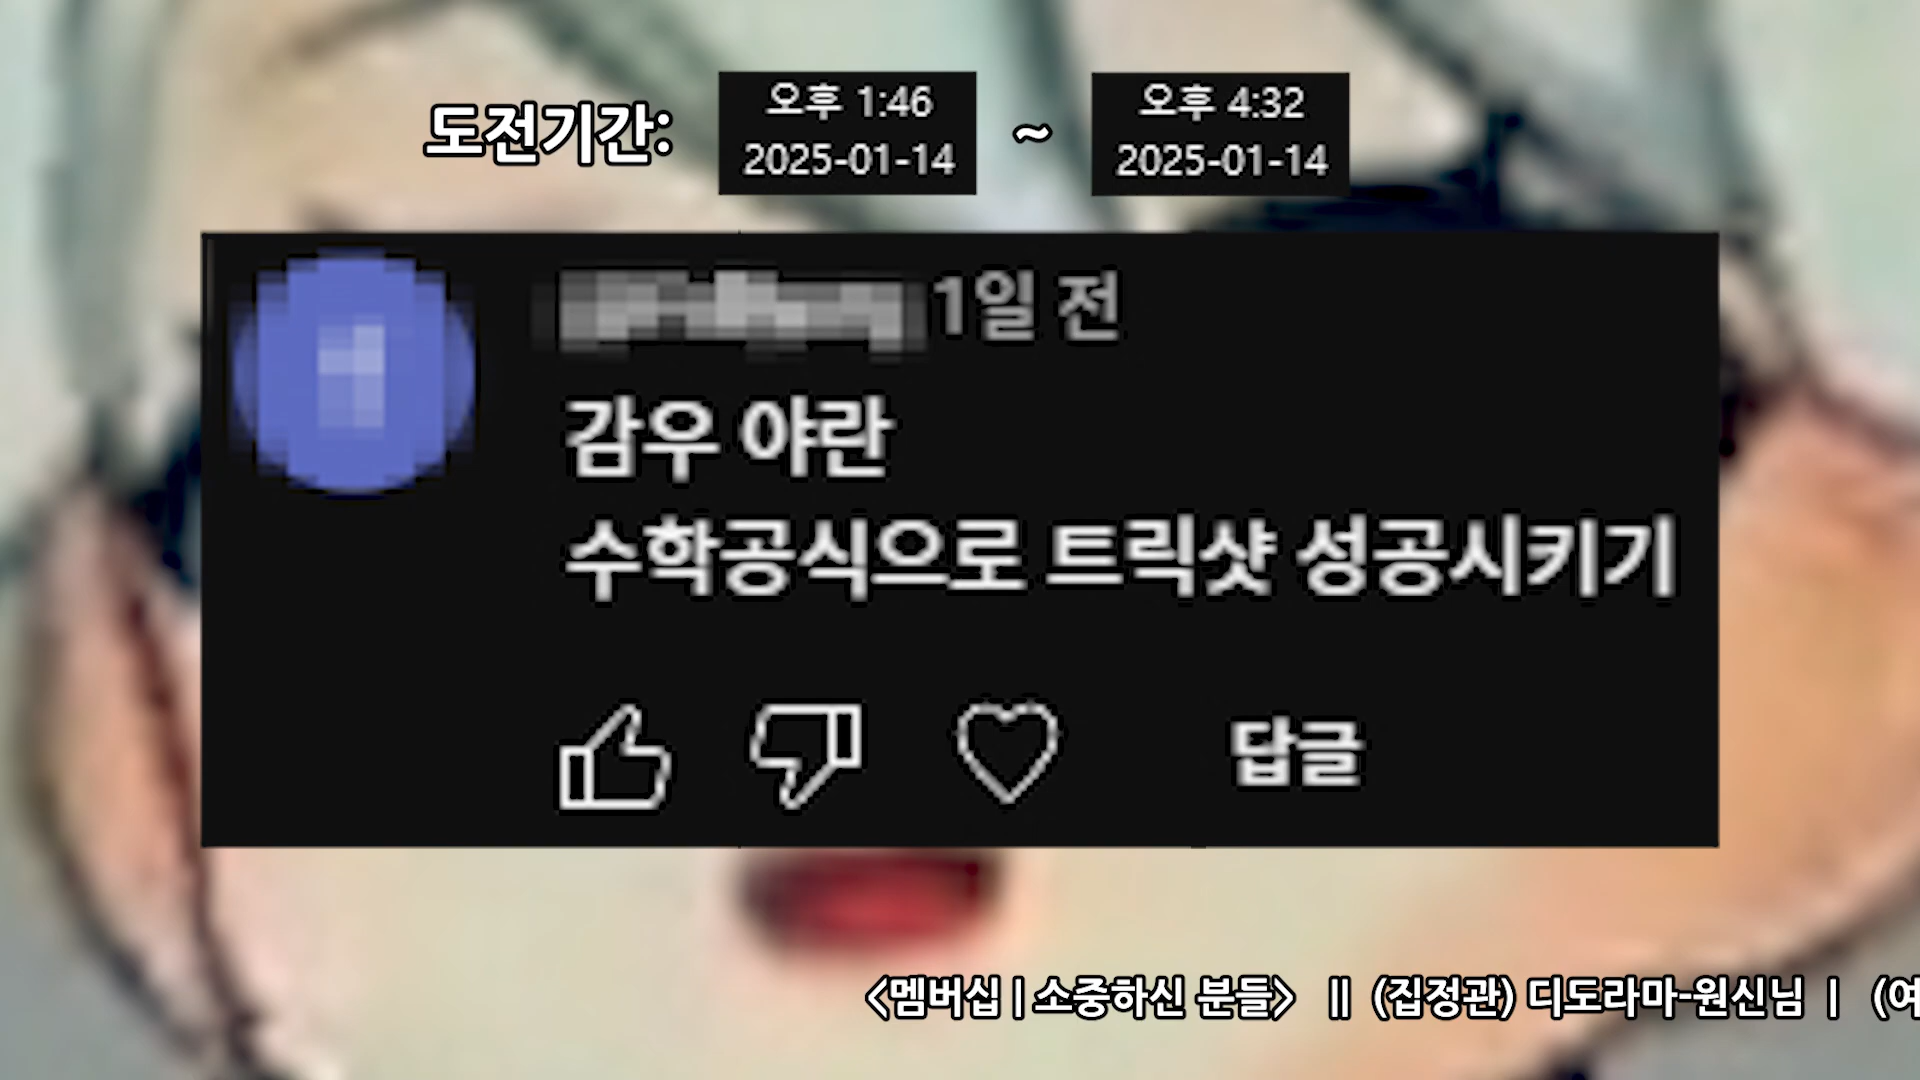 도전기간:
오후 1:46
2025-01-14
~
오후 4:32
2025-01-14
1일 전
감우 야란
수학공식으로 트릭샷 성공시키기
답글
<멤버십 | 소중하신 분들> || (집정관) 디도라마-원신님 | (여